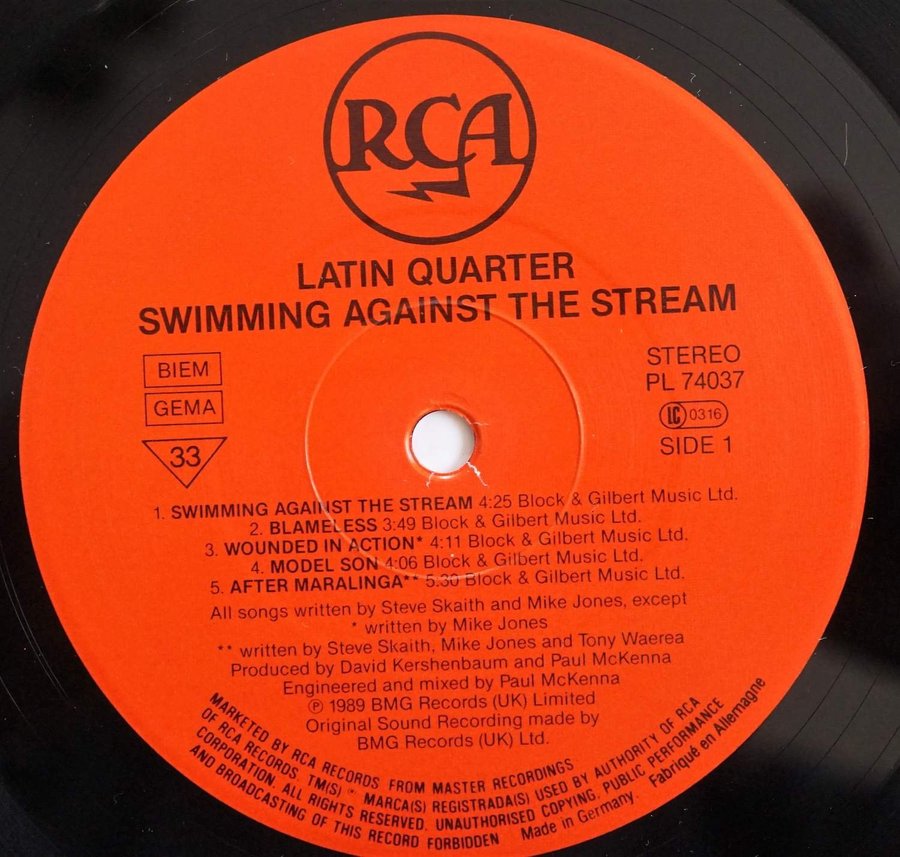 RCA
LATIN QUARTER
SWIMMING AGAINST THE STREAM
BIEM
GEMA
33
STEREO
PL 74037
LC 0316
SIDE 1
1. SWIMMING AGAINST THE STREAM 4:25 Block & Gilbert Music Ltd.
2. BLAMELESS 3:49 Block & Gilbert Music Ltd.
3. WOUNDED IN ACTION* 4:11 Block & Gilbert Music Ltd.
4. MODEL SON 4:06 Block & Gilbert Music Ltd.
5. AFTER MARALINGA** 5:30 Block & Gilbert Music Ltd.
All songs written by Steve Skaith and Mike Jones, except
* written by Mike Jones
** written by Steve Skaith, Mike Jones and Tony Waerea
Produced by David Kershenbaum and Paul McKenna
Engineered and mixed by Paul McKenna
℗ 1989 BMG Records (UK) Limited
Original Sound Recording made by
BMG Records (UK) Ltd.
MARKETED BY RCA RECORDS FROM MASTER RECORDINGS
OF RCA RECORDS, TM(S) ® MARCA(S) REGISTRADA(S) USED BY AUTHORITY OF RCA
CORPORATION. ALL RIGHTS RESERVED. UNAUTHORISED COPYING, PUBLIC PERFORMANCE
AND BROADCASTING OF THIS RECORD FORBIDDEN Made in Germany. Fabriqué en Allemagne